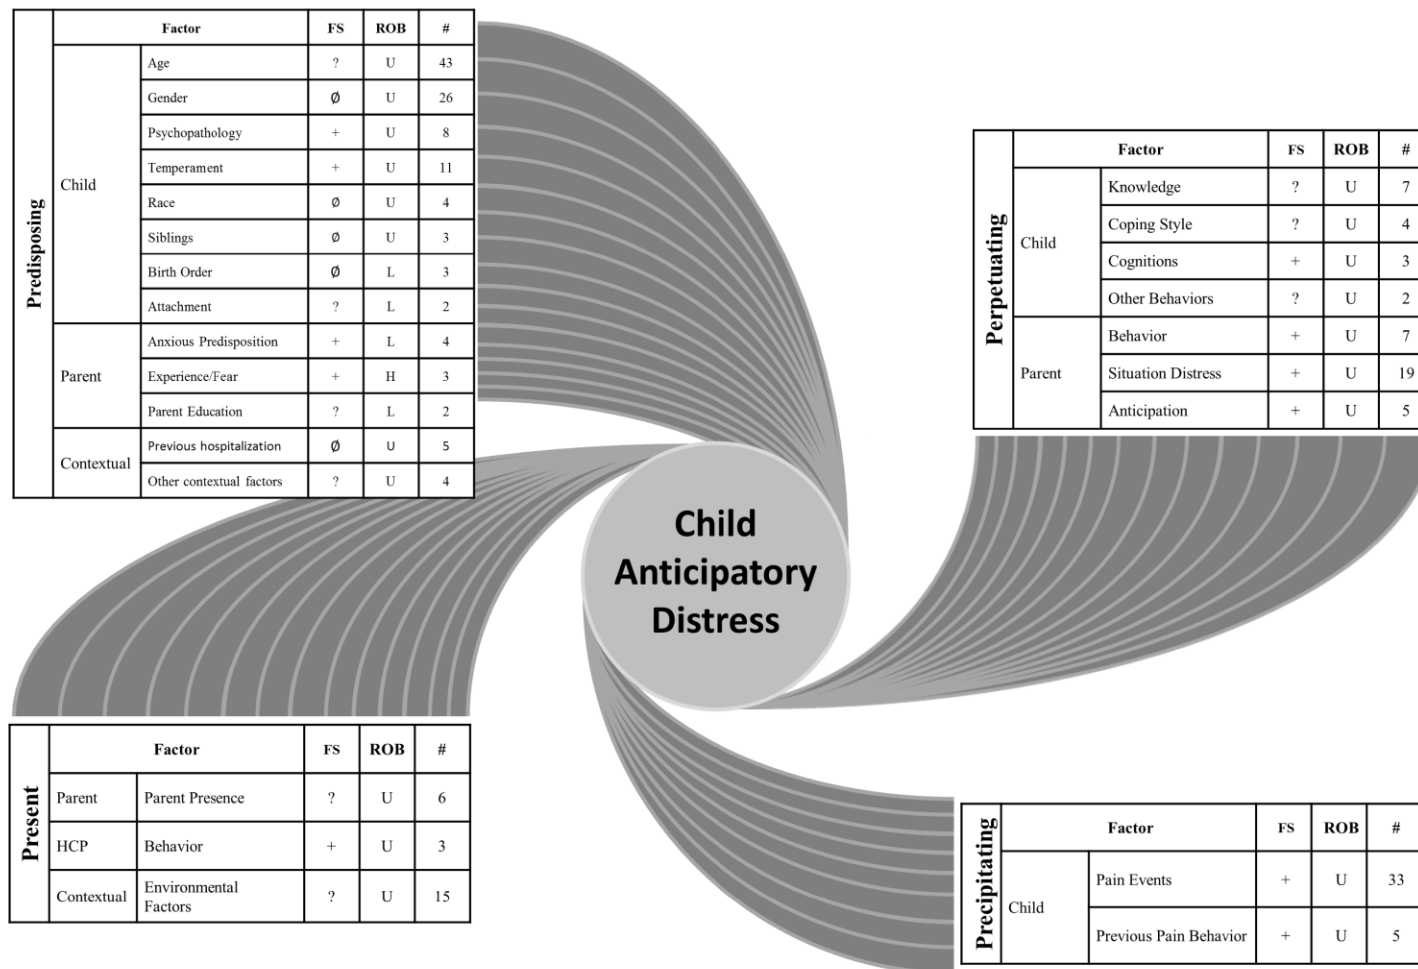 Predisposing
Factor FS ROB #
Child
Age ? U 43
Gender Ø U 26
Psychopathology + U 8
Temperament + U 11
Race Ø U 4
Siblings Ø U 3
Birth Order Ø L 3
Attachment ? L 2
Parent
Anxious Predisposition + L 4
Experience/Fear + H 3
Parent Education ? L 2
Contextual
Previous hospitalization Ø U 5
Other contextual factors ? U 4
Perpetuating
Factor FS ROB #
Child
Knowledge ? U 7
Coping Style ? U 4
Cognitions + U 3
Other Behaviors ? U 2
Parent
Behavior + U 7
Situation Distress + U 19
Anticipation + U 5
Child
Anticipatory
Distress
Present
Factor FS ROB #
Parent Parent Presence ? U 6
HCP Behavior + U 3
Contextual Environmental
Factors ? U 15
Precipitating
Factor FS ROB #
Child
Pain Events + U 33
Previous Pain Behavior + U 5